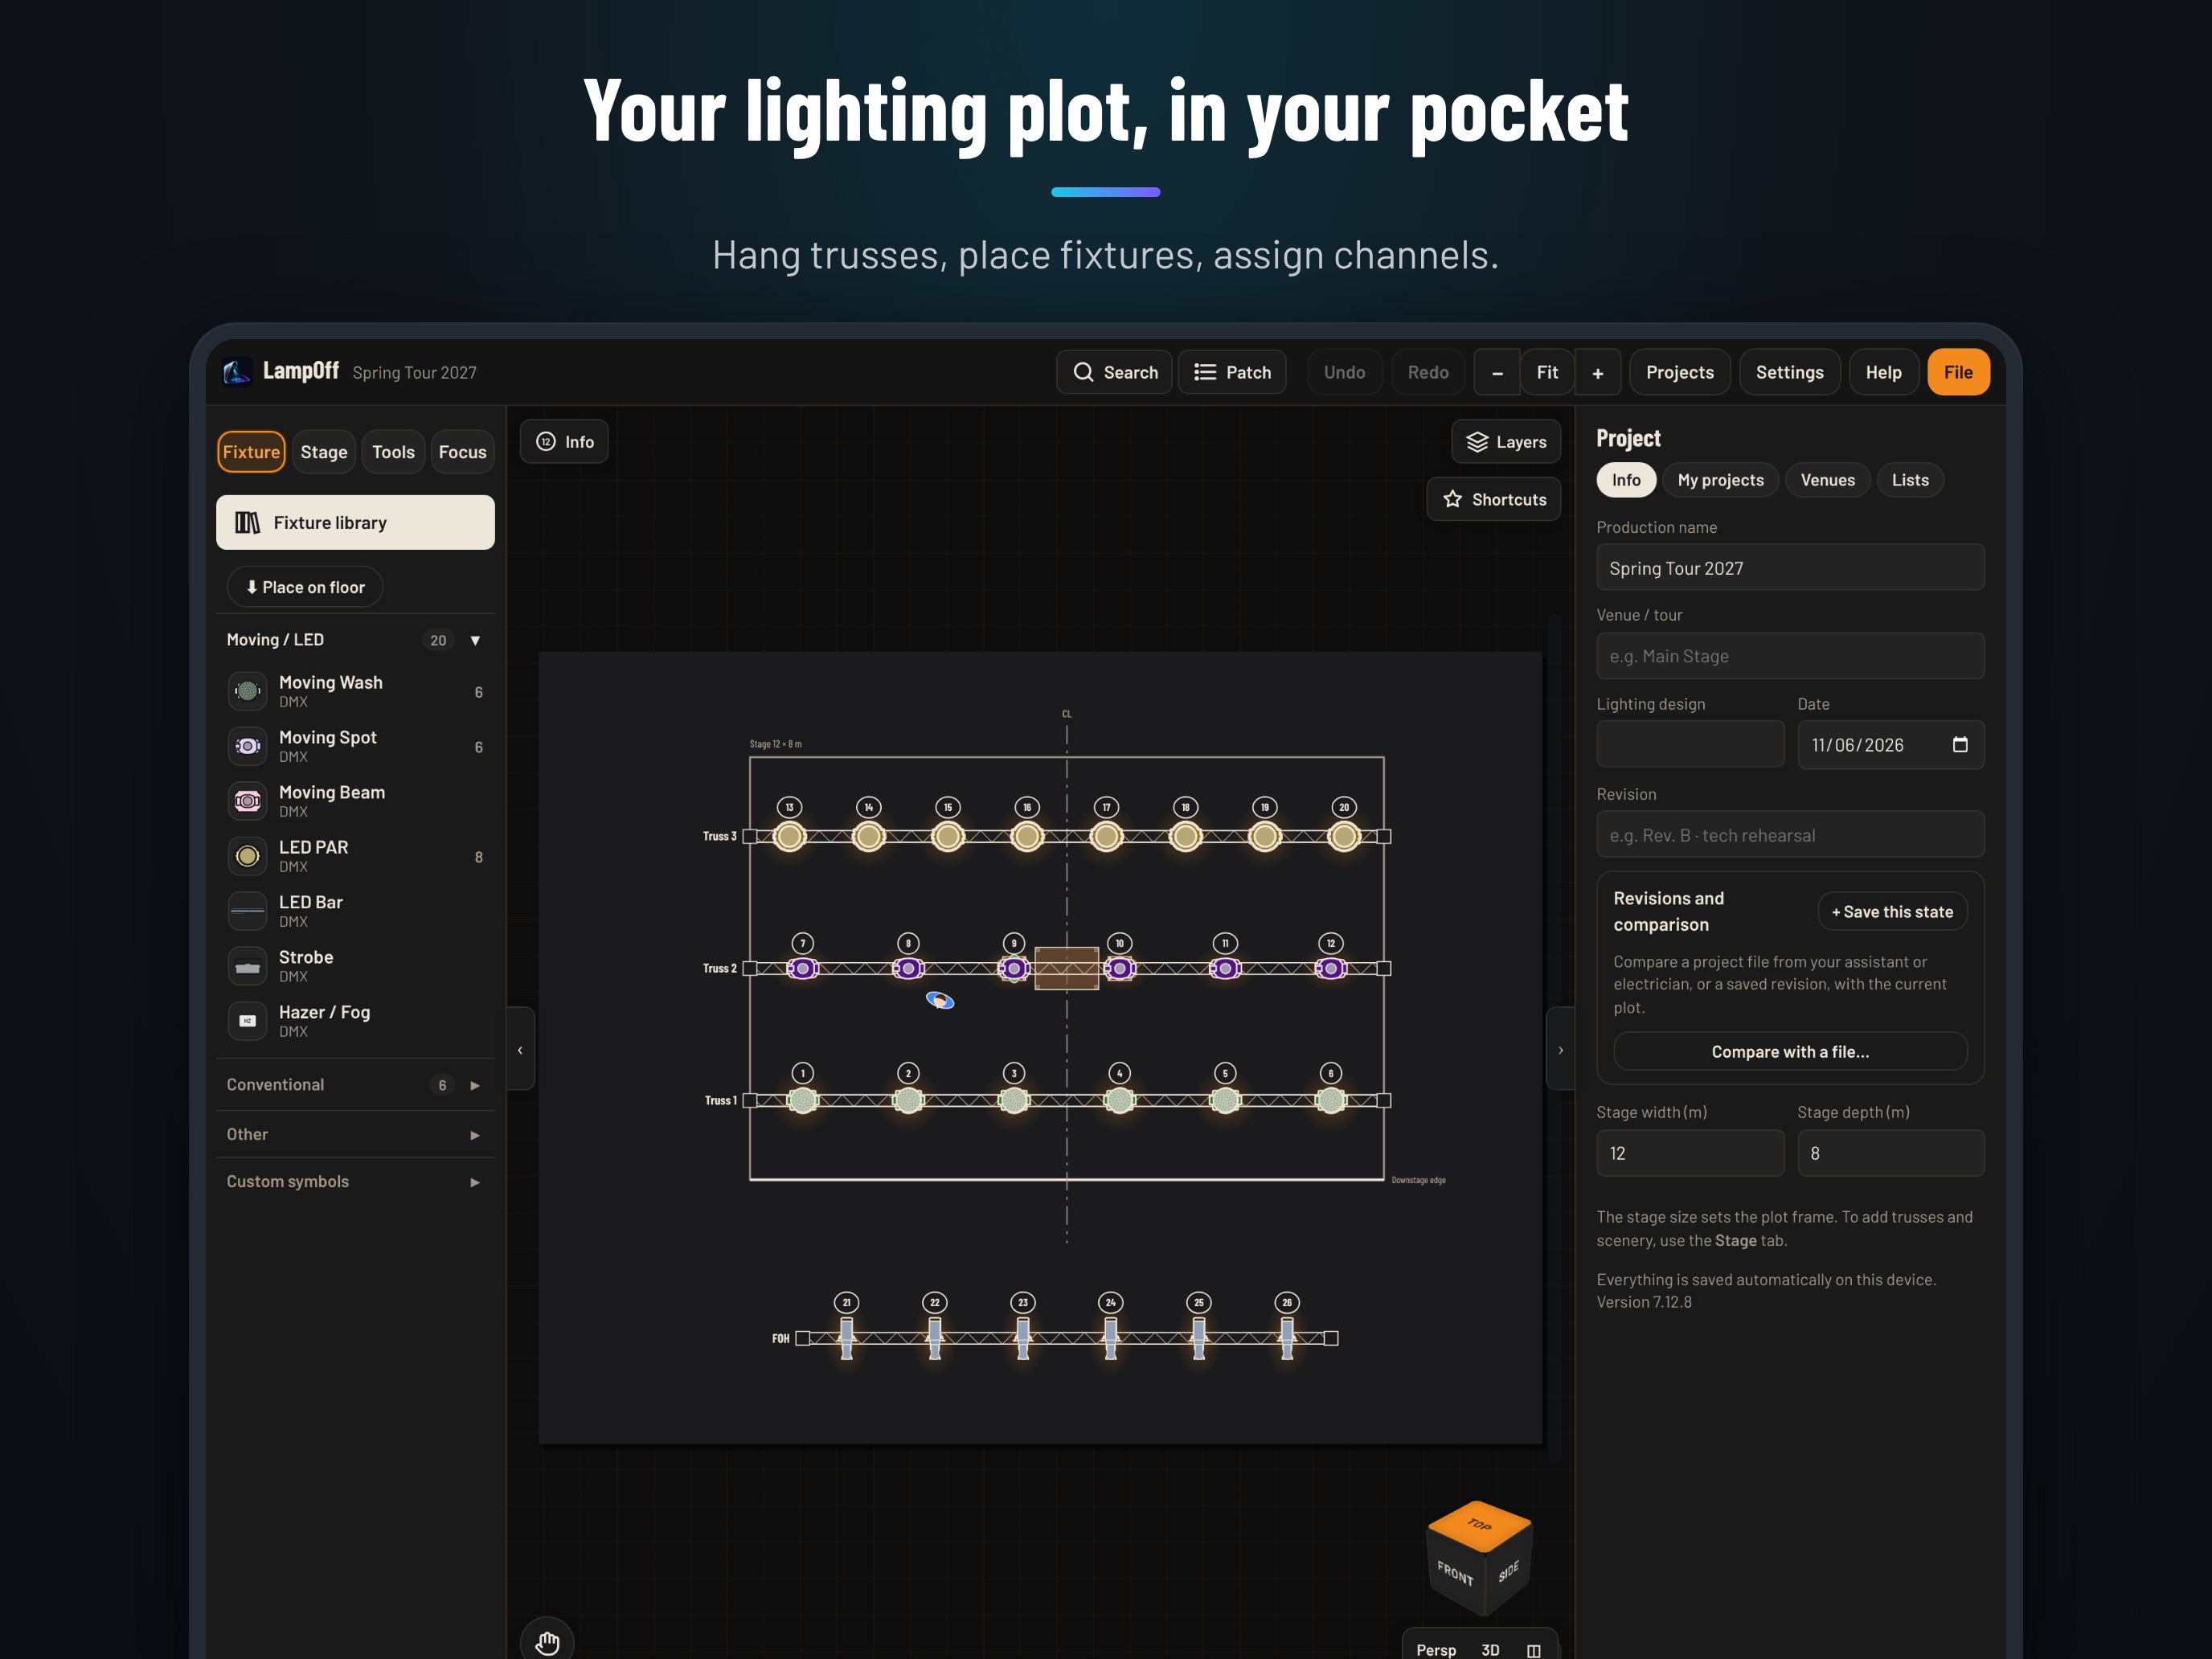 Your lighting plot, in your pocket
Hang trusses, place fixtures, assign channels.
LampOff Spring Tour 2027
Search
Patch
Undo
Redo
– Fit +
Projects
Settings
Help
File
Fixture
Stage
Tools
Focus
Fixture library
⬇ Place on floor
Moving / LED 20 ▼
Moving Wash 6
DMX
Moving Spot 6
DMX
Moving Beam
DMX
LED PAR 8
DMX
LED Bar
DMX
Strobe
DMX
HZ
Hazer / Fog
DMX
Conventional 6 ▶
Other ▶
Custom symbols ▶
12 Info
Layers
Shortcuts
CL
Stage 12 × 8 m
13 14 15 16 17 18 19 20
Truss 3
7 8 9 10 11 12
Truss 2
1 2 3 4 5 6
Truss 1
Downstage edge
21 22 23 24 25 26
FOH
‹
›
TOP
FRONT
SIDE
Persp 3D
Project
Info
My projects
Venues
Lists
Production name
Spring Tour 2027
Venue / tour
e.g. Main Stage
Lighting design
Date
11/06/2026
Revision
e.g. Rev. B · tech rehearsal
Revisions and
comparison
+ Save this state
Compare a project file from your assistant or
electrician, or a saved revision, with the current
plot.
Compare with a file...
Stage width (m)
Stage depth (m)
12
8
The stage size sets the plot frame. To add trusses and
scenery, use the Stage tab.
Everything is saved automatically on this device.
Version 7.12.8